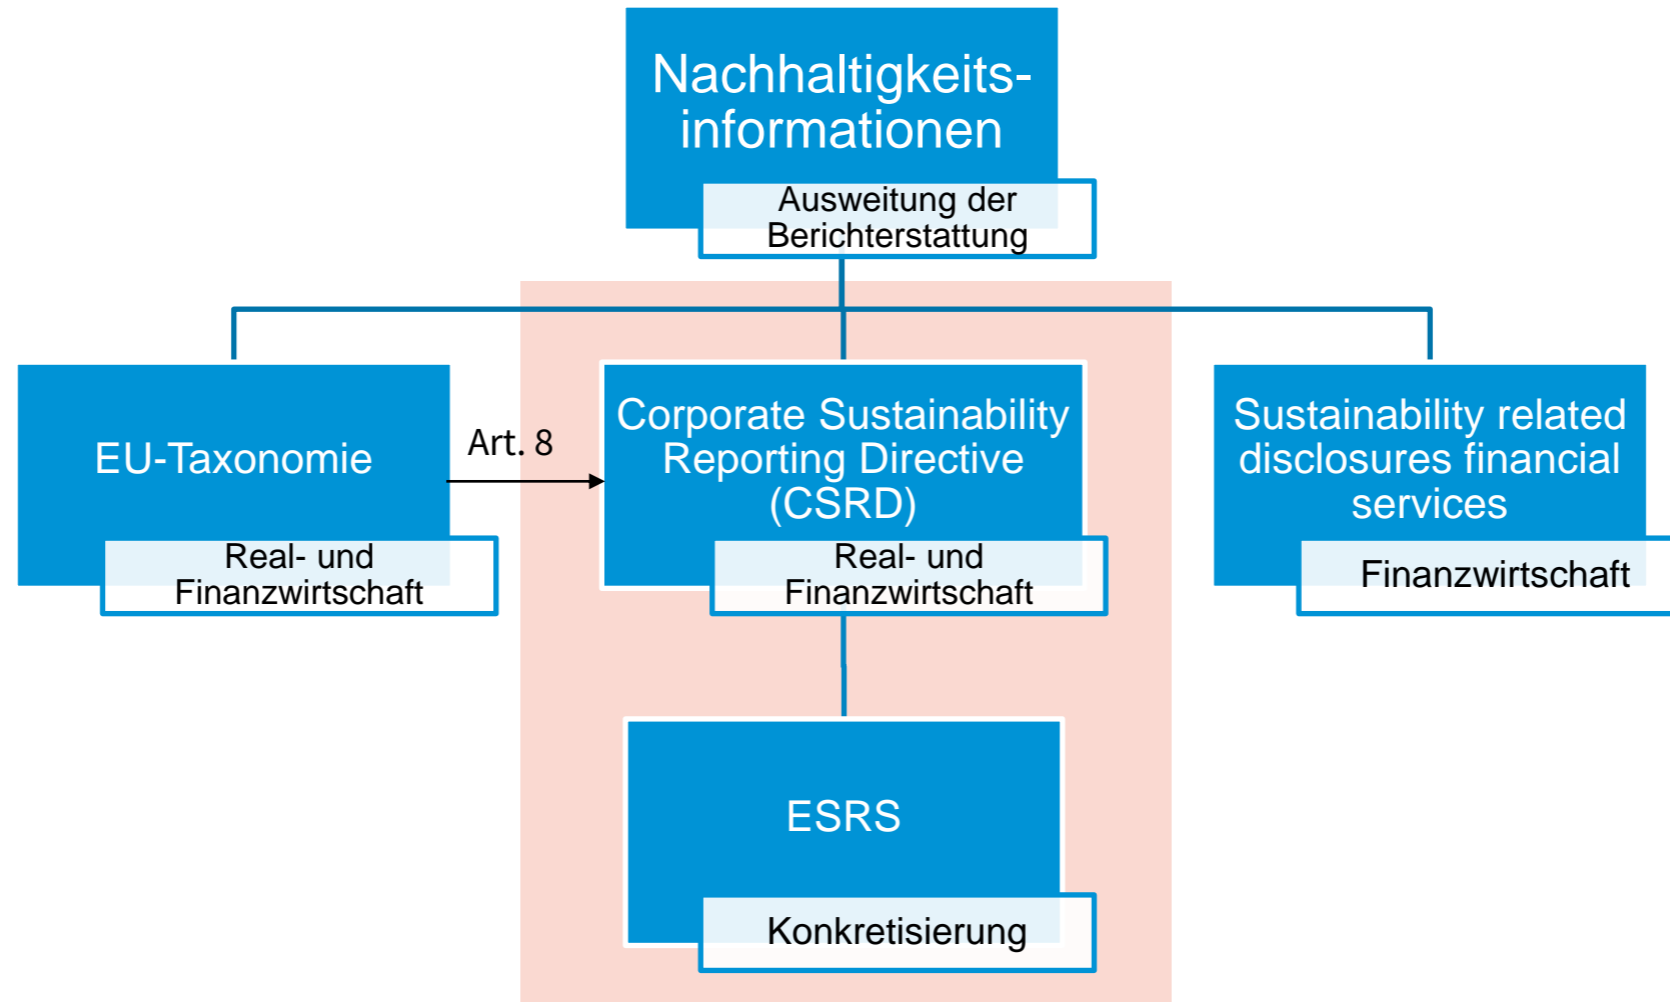 Nachhaltigkeits-
informationen
Ausweitung der
Berichterstattung
EU-Taxonomie
Real- und
Finanzwirtschaft
Art. 8
Corporate Sustainability
Reporting Directive
(CSRD)
Real- und
Finanzwirtschaft
Sustainability related
disclosures financial
services
Finanzwirtschaft
ESRS
Konkretisierung